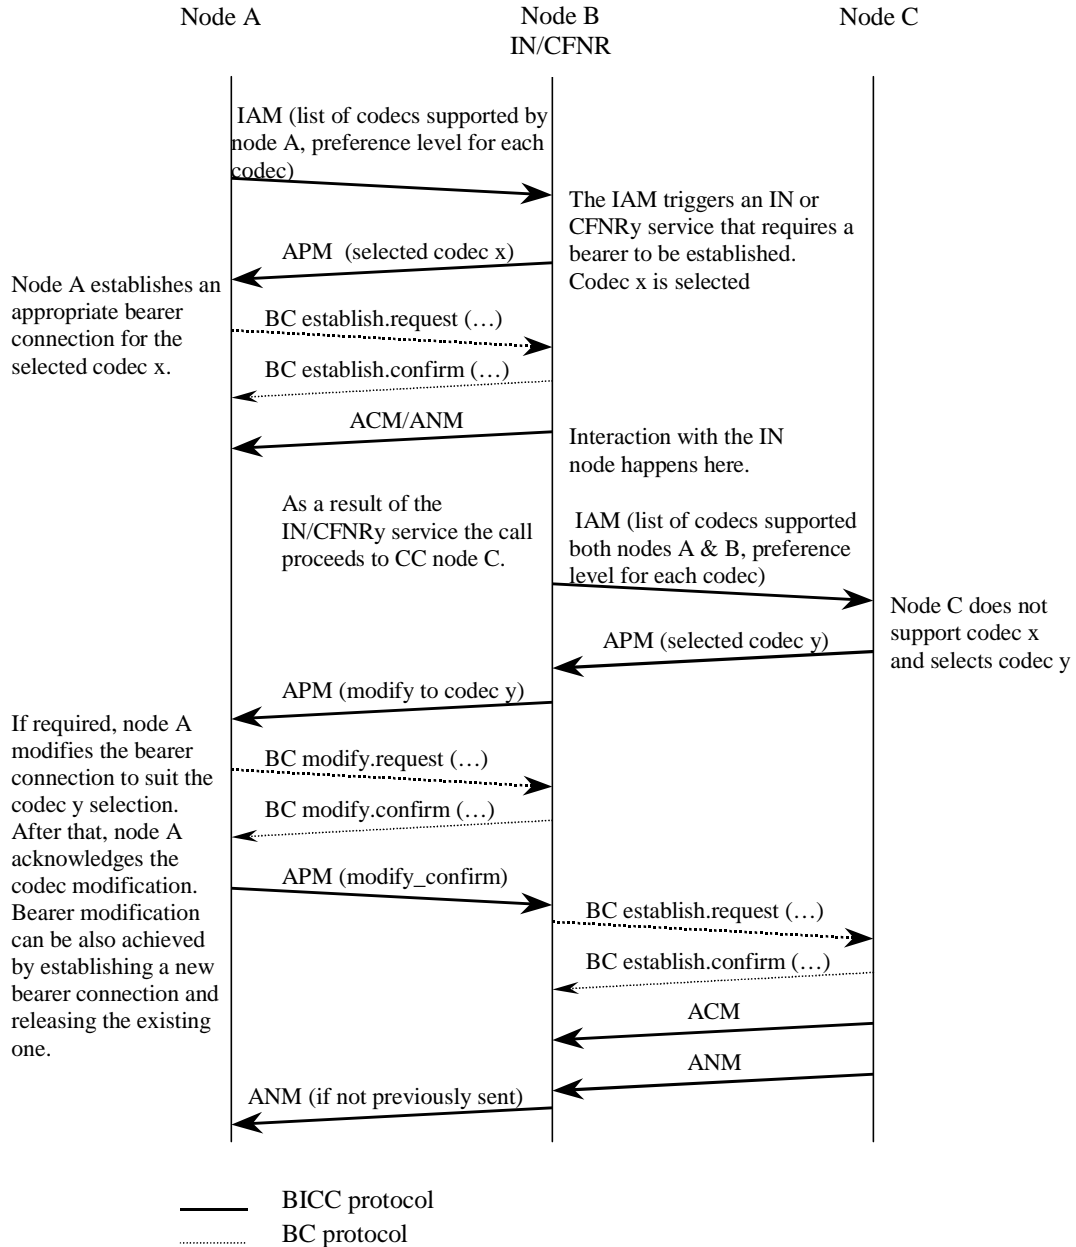 Node A
Node B
IN/CFNR
Node C
IAM (list of codecs supported by
node A, preference level for each
codec)
The IAM triggers an IN or
CFNRy service that requires a
bearer to be established.
Codec x is selected
APM  (selected codec x)
Node A establishes an
appropriate bearer
connection for the
selected codec x.
BC establish.request (…)
BC establish.confirm (…)
ACM/ANM
Interaction with the IN
node happens here.
As a result of the
IN/CFNRy service the call
proceeds to CC node C.
IAM (list of codecs supported
both nodes A & B, preference
level for each codec)
Node C does not
support codec x
and selects codec y
APM (selected codec y)
APM (modify to codec y)
If required, node A
modifies the bearer
connection to suit the
codec y selection.
After that, node A
acknowledges the
codec modification.
Bearer modification
can be also achieved
by establishing a new
bearer connection and
releasing the existing
one.
BC modify.request (…)
BC modify.confirm (…)
APM (modify_confirm)
BC establish.request (…)
BC establish.confirm (…)
ACM
ANM
ANM (if not previously sent)
BICC protocol
BC protocol